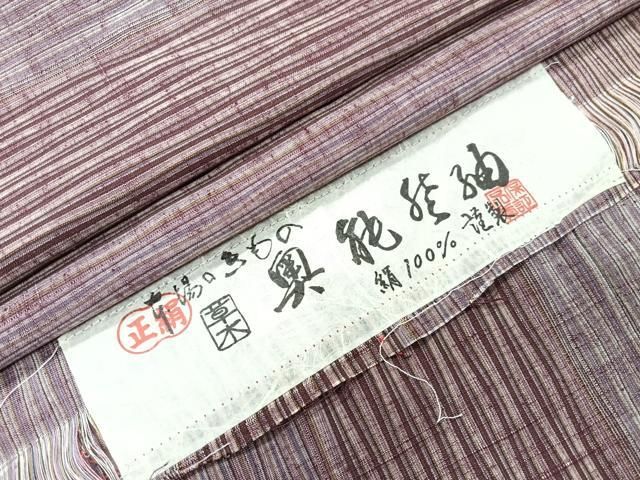 市場のきもの
奥能登紬
絹100%
謹製
正絹
草木